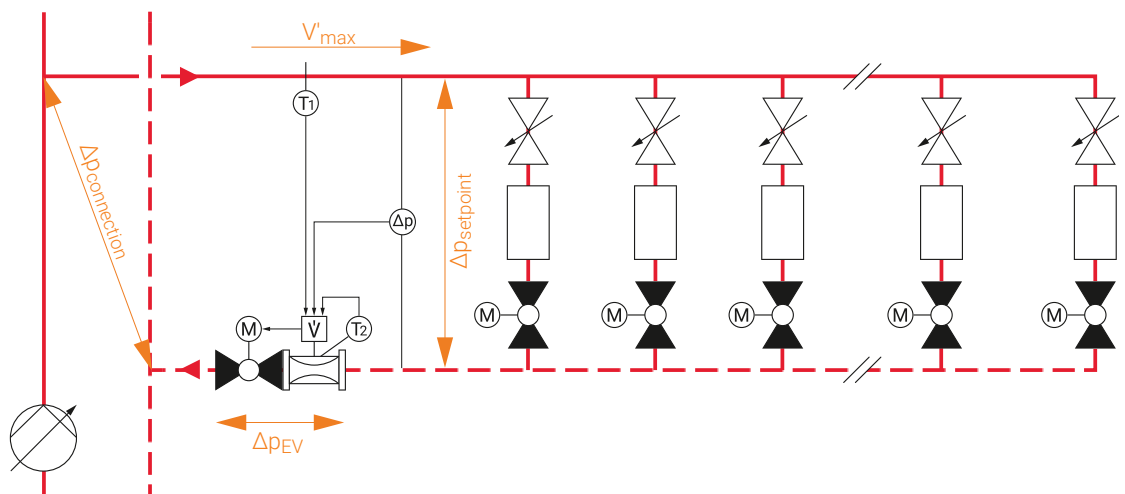 V'max
T1
Δpconnection
Δp
Δpsetpoint
M
V'
T2
M
M
M
M
M
ΔpEV